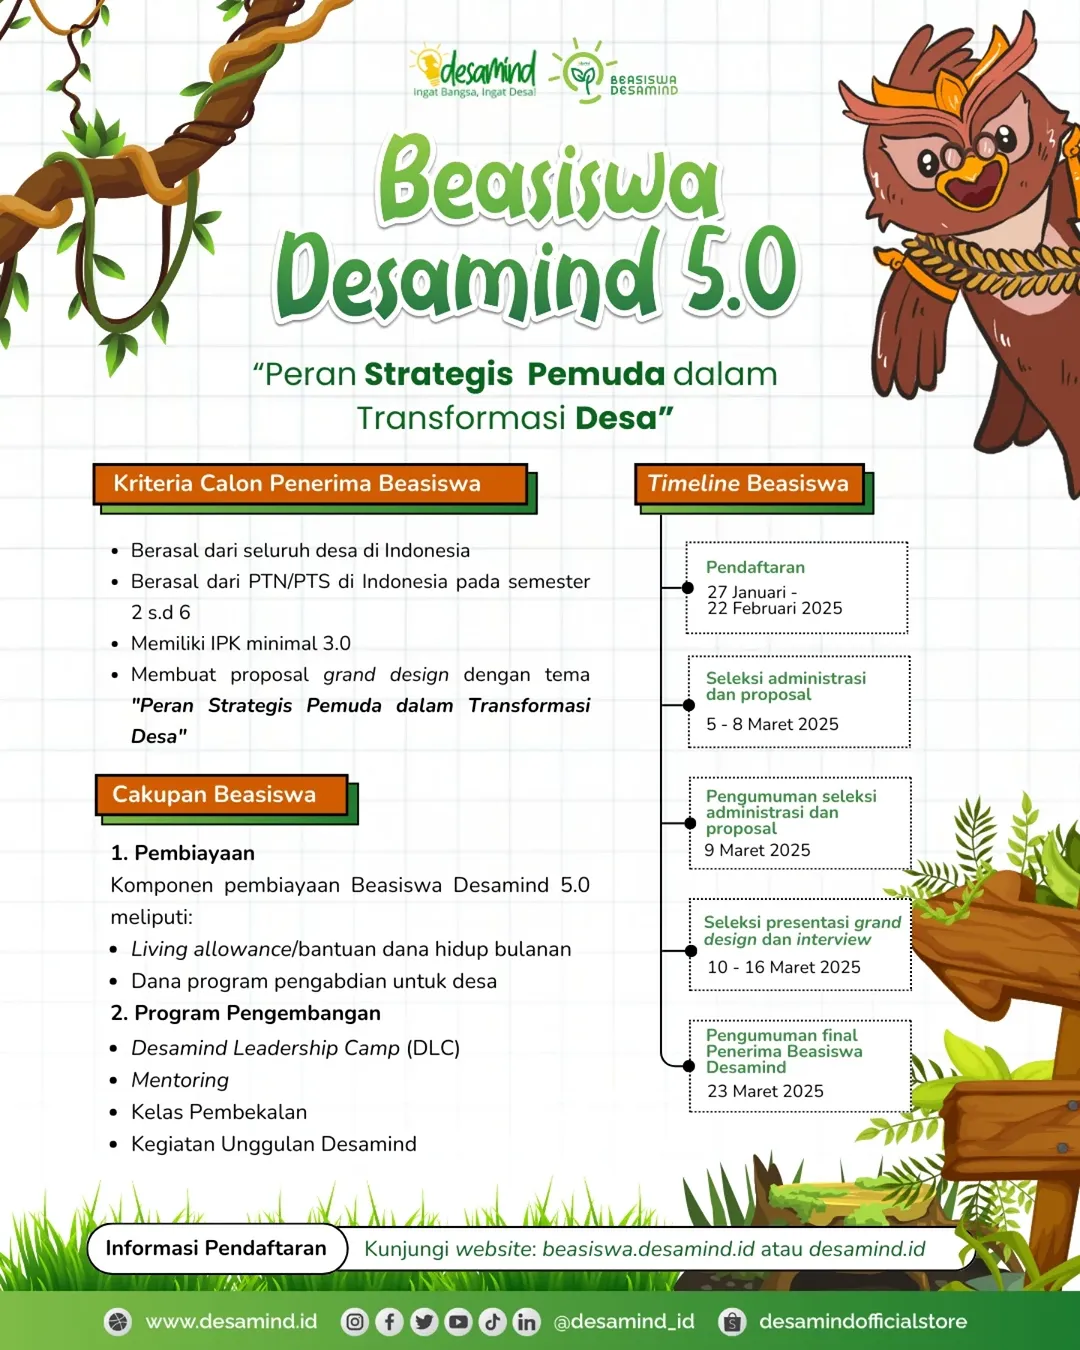 desamind
Ingat Bangsa, Ingat Desa!
BEASISWA
DESAMIND
Beasiswa
Desamind 5.0
“Peran Strategis Pemuda dalam
Transformasi Desa”
Kriteria Calon Penerima Beasiswa
• Berasal dari seluruh desa di Indonesia
• Berasal dari PTN/PTS di Indonesia pada semester
2 s.d 6
• Memiliki IPK minimal 3.0
• Membuat proposal grand design dengan tema
"Peran Strategis Pemuda dalam Transformasi
Desa"
Cakupan Beasiswa
1. Pembiayaan
Komponen pembiayaan Beasiswa Desamind 5.0
meliputi:
• Living allowance/bantuan dana hidup bulanan
• Dana program pengabdian untuk desa
2. Program Pengembangan
• Desamind Leadership Camp (DLC)
• Mentoring
• Kelas Pembekalan
• Kegiatan Unggulan Desamind
Timeline Beasiswa
Pendaftaran
27 Januari -
22 Februari 2025
Seleksi administrasi
dan proposal
5 - 8 Maret 2025
Pengumuman seleksi
administrasi dan
proposal
9 Maret 2025
Seleksi presentasi grand
design dan interview
10 - 16 Maret 2025
Pengumuman final
Penerima Beasiswa
Desamind
23 Maret 2025
Informasi Pendaftaran
Kunjungi website: beasiswa.desamind.id atau desamind.id
www.desamind.id
@desamind_id
desamindofficialstore